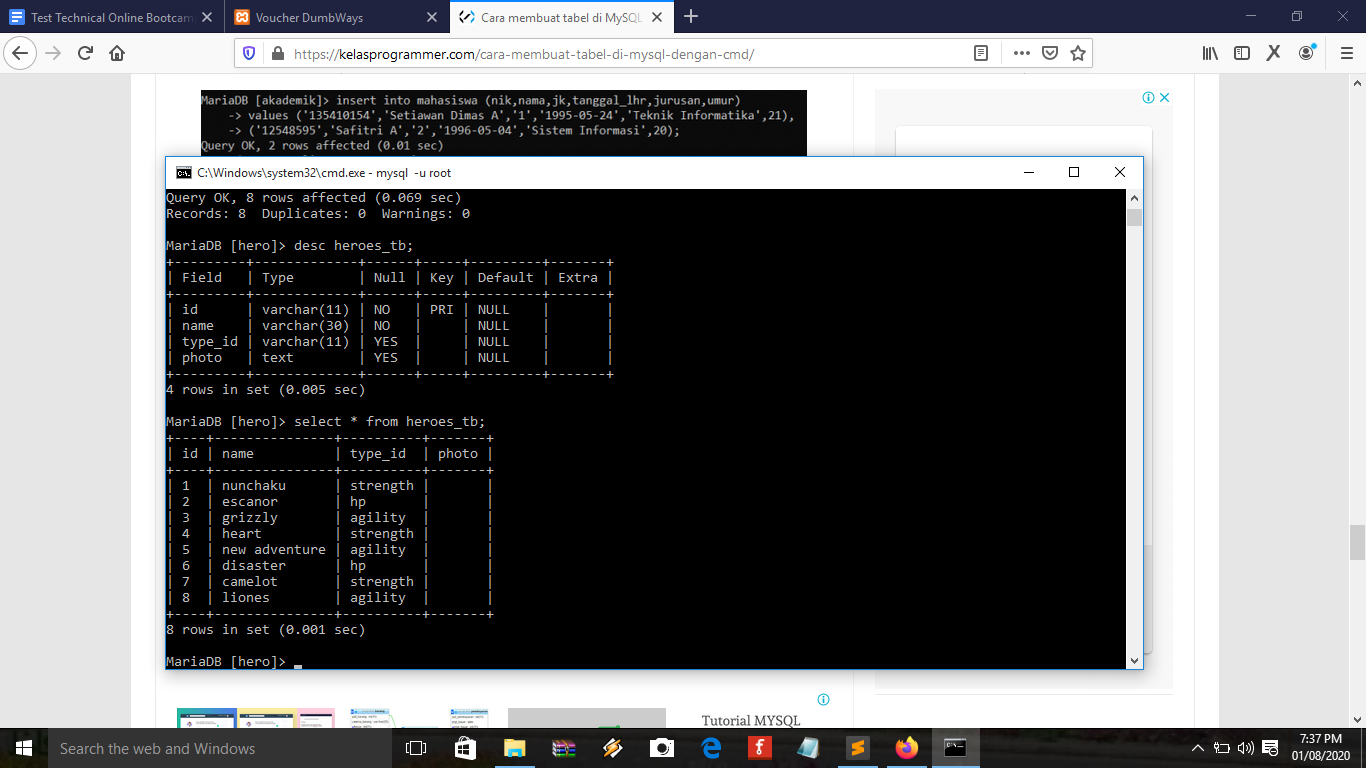 Test Technical Online Bootcam
Voucher DumbWays
Cara membuat tabel di MySQL
https://kelasprogrammer.com/cara-membuat-tabel-di-mysql-dengan-cmd/
MariaDB [akademik]> insert into mahasiswa (nik,nama,jk,tanggal_lhr,jurusan,umur)
-> values ('135410154','Setiawan Dimas A','1','1995-05-24','Teknik Informatika',21),
-> ('12548595','Safitri A','2','1996-05-04','Sistem Informasi',20);
Query OK, 2 rows affected (0.01 sec)
C:\Windows\system32\cmd.exe - mysql  -u root
Query OK, 8 rows affected (0.069 sec)
Records: 8  Duplicates: 0  Warnings: 0
MariaDB [hero]> desc heroes_tb;
+---------+-------------+------+-----+---------+-------+
| Field   | Type        | Null | Key | Default | Extra |
+---------+-------------+------+-----+---------+-------+
| id      | varchar(11) | NO   | PRI | NULL    |       |
| name    | varchar(30) | NO   |     | NULL    |       |
| type_id | varchar(11) | YES  |     | NULL    |       |
| photo   | text        | YES  |     | NULL    |       |
+---------+-------------+------+-----+---------+-------+
4 rows in set (0.005 sec)
MariaDB [hero]> select * from heroes_tb;
+----+---------------+----------+-------+
| id | name          | type_id  | photo |
+----+---------------+----------+-------+
| 1  | nunchaku      | strength |       |
| 2  | escanor       | hp       |       |
| 3  | grizzly       | agility  |       |
| 4  | heart         | strength |       |
| 5  | new adventure | agility  |       |
| 6  | disaster      | hp       |       |
| 7  | camelot       | strength |       |
| 8  | liones        | agility  |       |
+----+---------------+----------+-------+
8 rows in set (0.001 sec)
MariaDB [hero]>
Tutorial MYSQL
Search the web and Windows
7:37 PM
01/08/2020